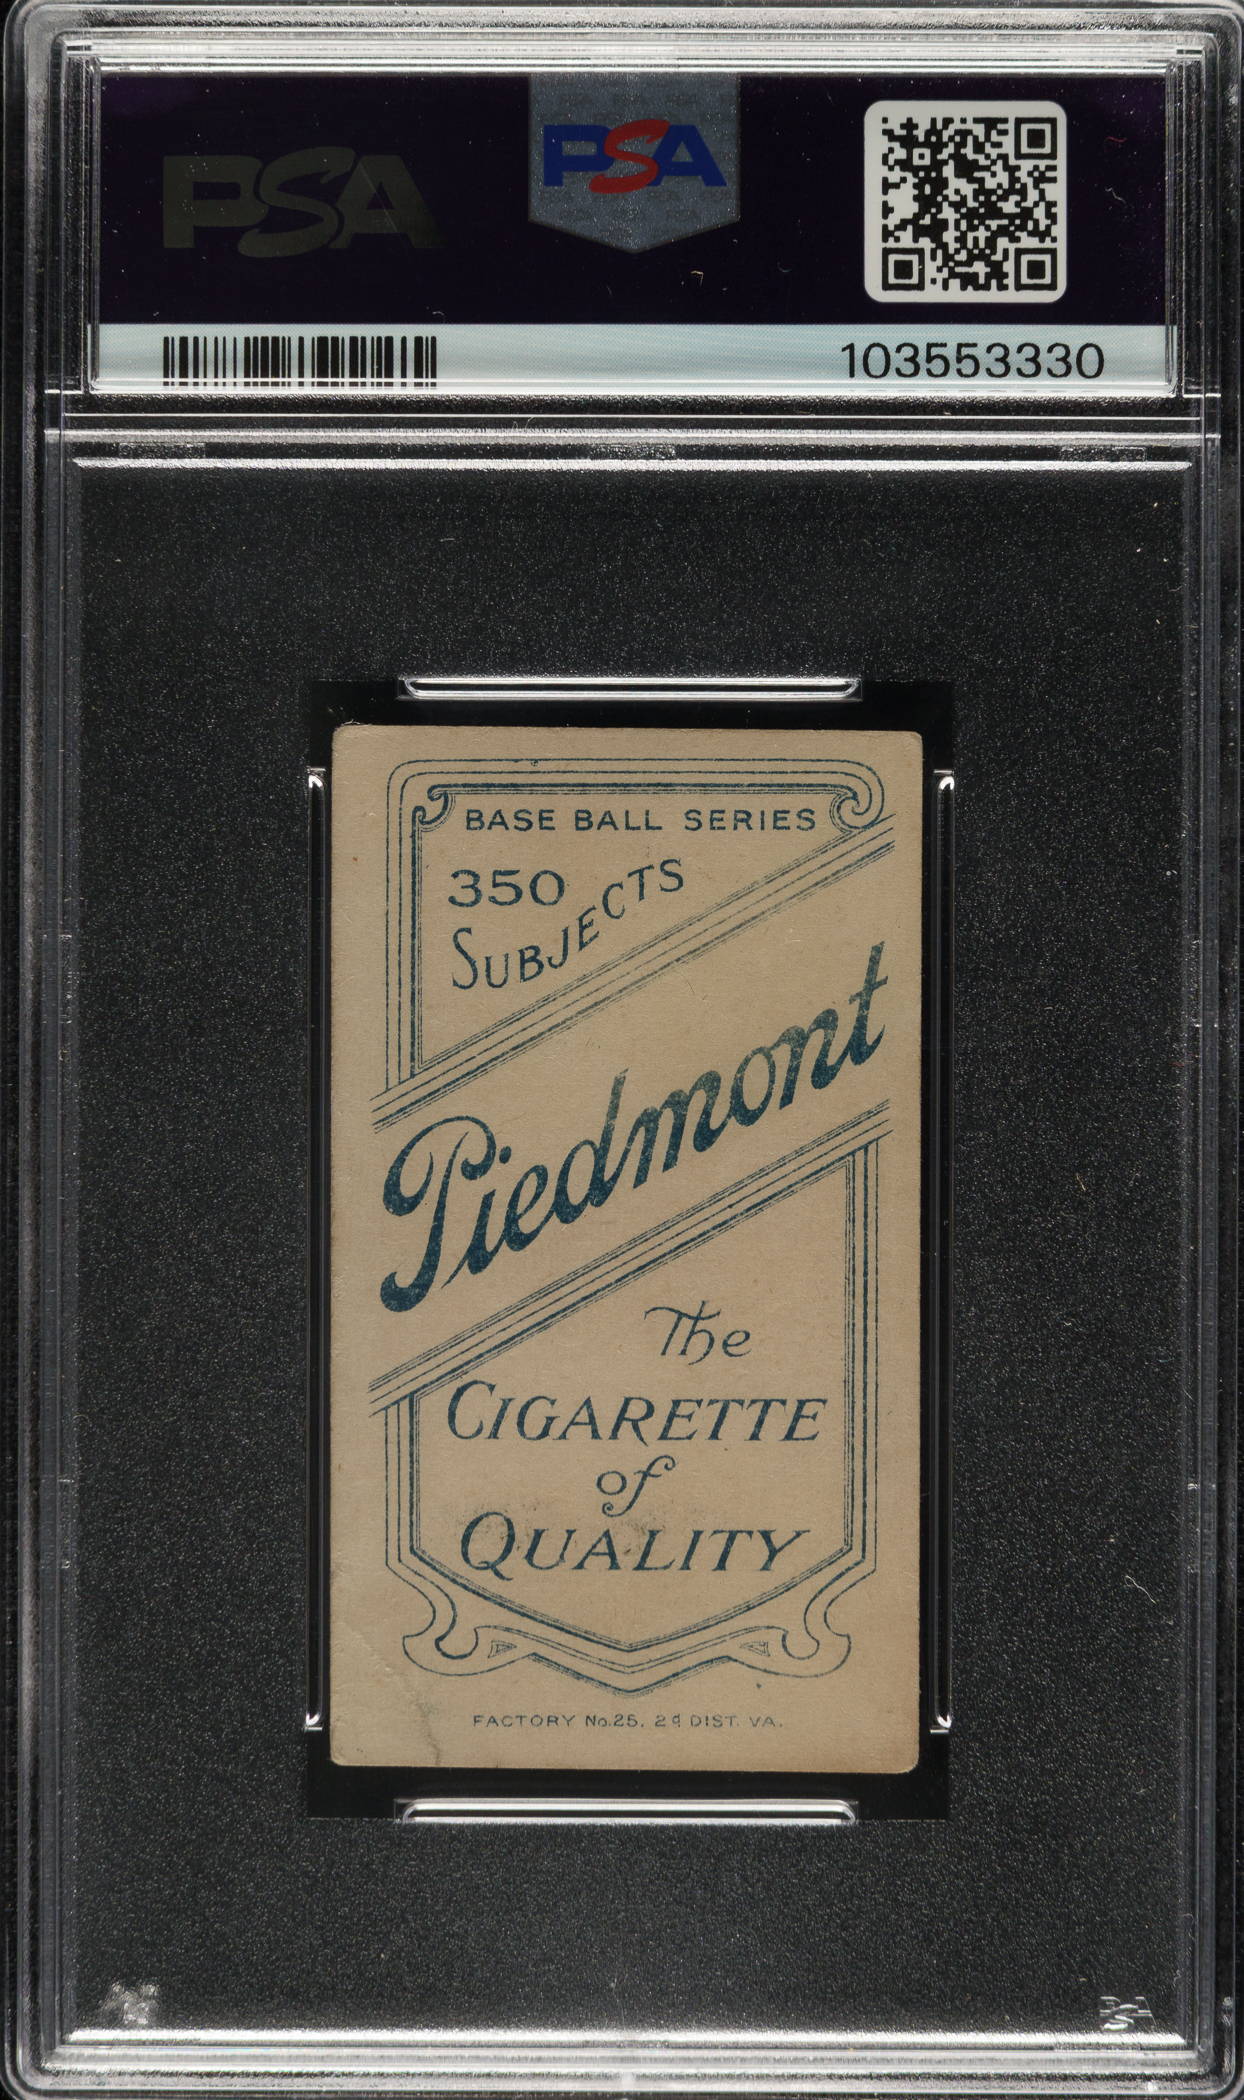 PSA
PSA
103553330
BASE BALL SERIES
350
SUBJECTS
Piedmont
The
CIGARETTE
of
QUALITY
FACTORY No. 25. 2d DIST. VA.